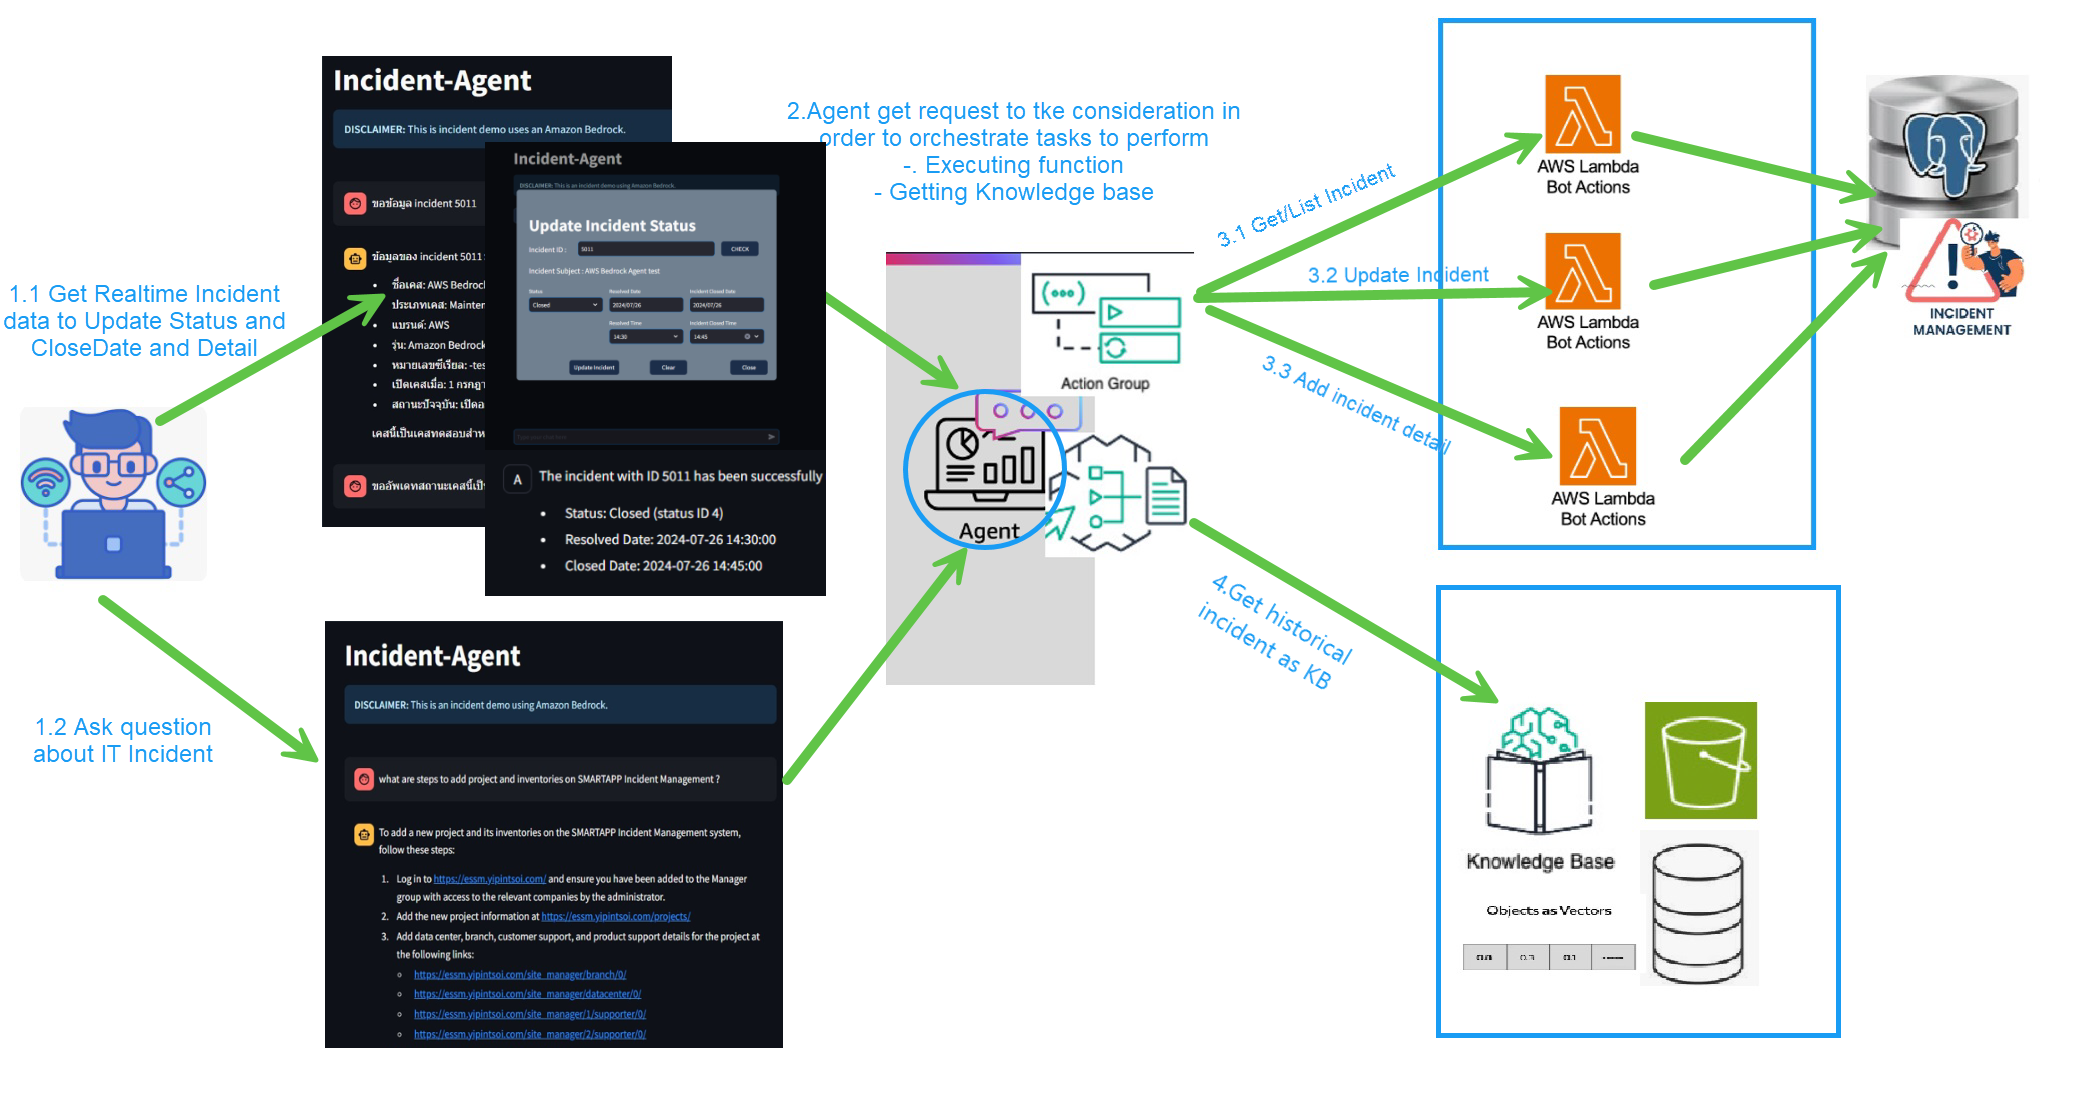 1.1 Get Realtime Incident
data to Update Status and
CloseDate and Detail
1.2 Ask question
about IT Incident
Incident-Agent
DISCLAIMER: This is incident demo uses an Amazon Bedrock.
ขอข้อมูล incident 5011
ข้อมูลของ incident 5011
ชื่อเคส: AWS Bedroc
ประเภทเคส: Mainten
แบรนด์: AWS
รุ่น: Amazon Bedrock
หมายเลขซีเรียล: -tes
เปิดเคสเมื่อ: 1 กรกฎา
สถานะปัจจุบัน: เปิด
เคสนี้เป็นเคสทดสอบสำห
ขออัพเดทสถานะเคสนี้เป็
Incident-Agent
DISCLAIMER: This is an incident demo using Amazon Bedrock.
Update Incident Status
Incident ID :
5011
CHECK
Incident Subject : AWS Bedrock Agent test
Status
Resolved Date
Incident Closed Date
Closed
2024/07/26
2024/07/26
Resolved Time
Incident Closed Time
14:30
14:45
Update Incident
Clear
Close
A
The incident with ID 5011 has been successfully
• Status: Closed (status ID 4)
• Resolved Date: 2024-07-26 14:30:00
• Closed Date: 2024-07-26 14:45:00
Incident-Agent
DISCLAIMER: This is an incident demo using Amazon Bedrock.
what are steps to add project and inventories on SMARTAPP Incident Management ?
To add a new project and its inventories on the SMARTAPP Incident Management system,
follow these steps:
1. Log in to https://essm.yipintsoi.com/ and ensure you have been added to the Manager
group with access to the relevant companies by the administrator.
2. Add the new project information at https://essm.yipintsoi.com/projects/
3. Add data center, branch, customer support, and product support details for the project at
the following links:
https://essm.yipintsoi.com/site_manager/branch/0/
https://essm.yipintsoi.com/site_manager/datacenter/0/
https://essm.yipintsoi.com/site_manager/1/supporter/0/
https://essm.yipintsoi.com/site_manager/2/supporter/0/
2.Agent get request to tke consideration in
order to orchestrate tasks to perform
-. Executing function
- Getting Knowledge base
Action Group
Agent
3.1 Get/List Incident
3.2 Update Incident
3.3 Add incident detail
4.Get historical
incident as KB
AWS Lambda
Bot Actions
AWS Lambda
Bot Actions
AWS Lambda
Bot Actions
INCIDENT
MANAGEMENT
Knowledge Base
Objects as Vectors
0.8 0.3 0.1